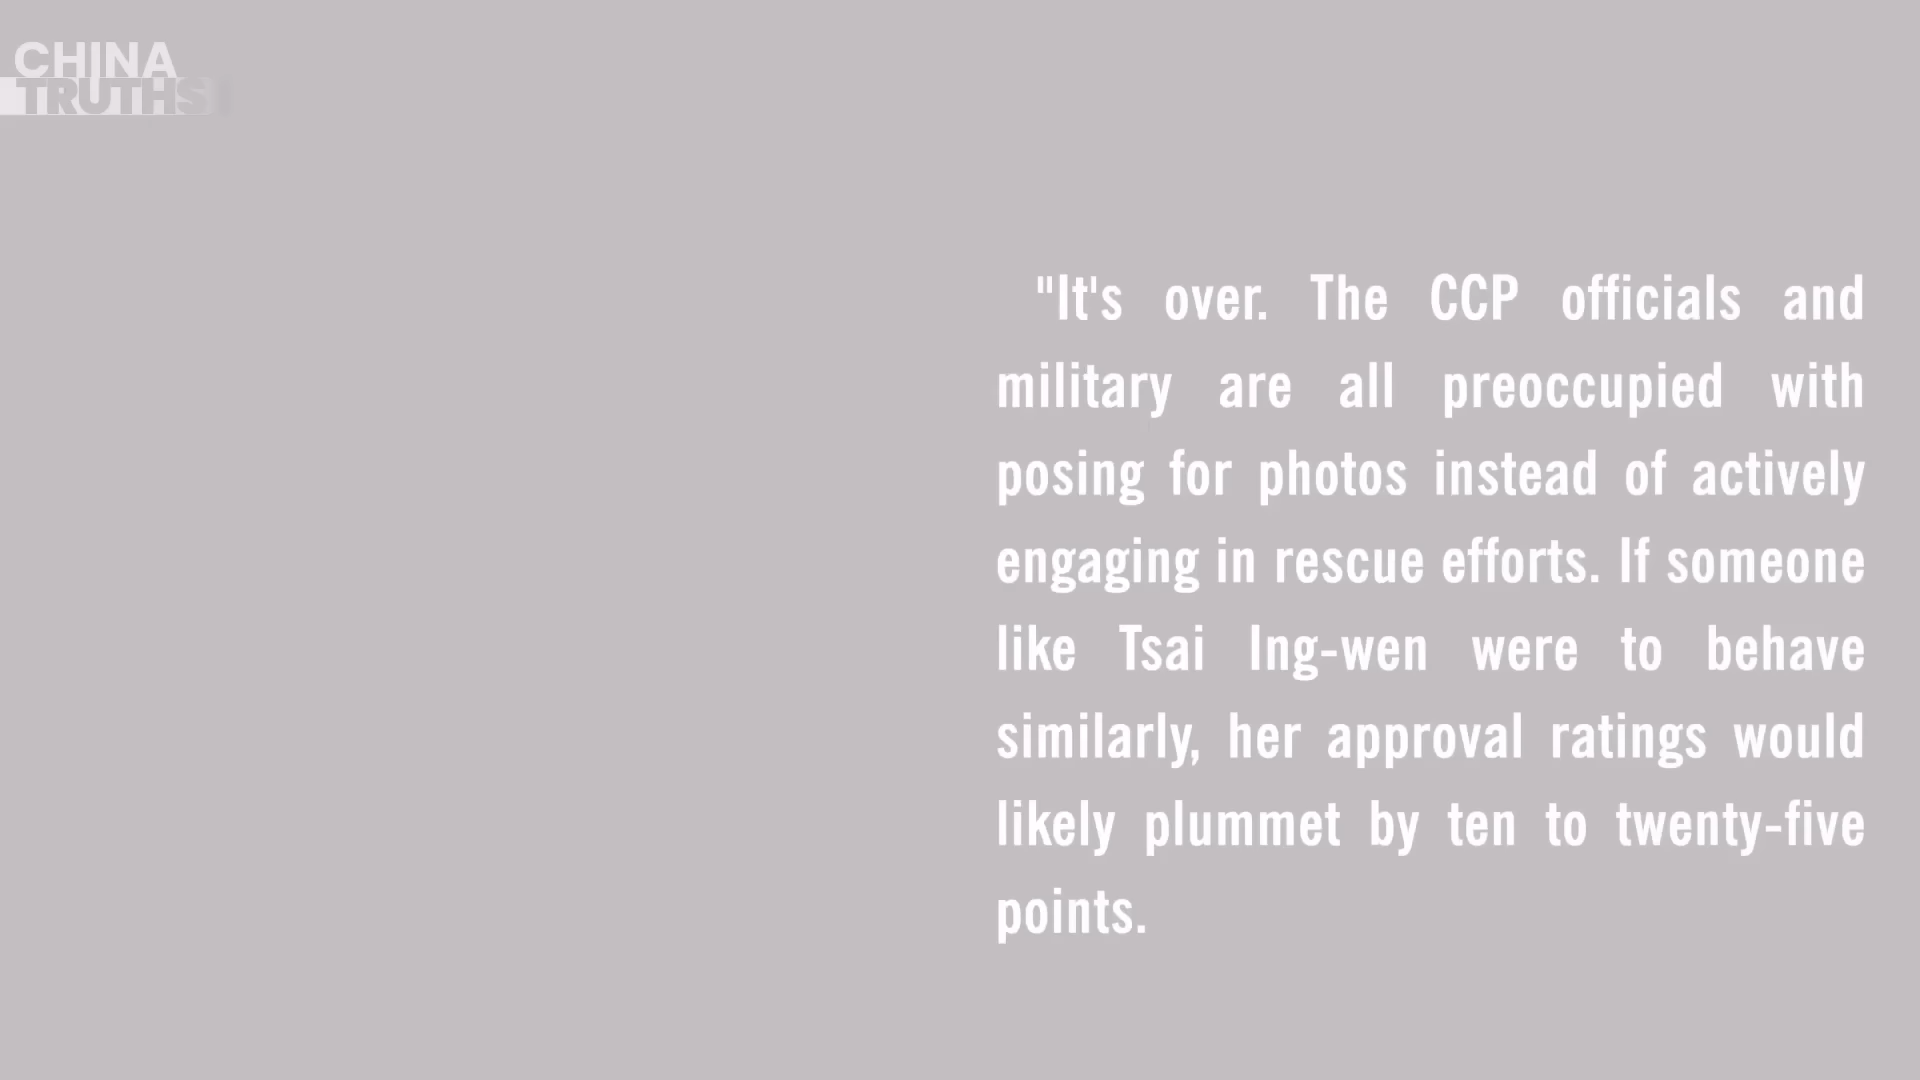 CHINA
TRUTHS
"It's over. The CCP officials and
military are all preoccupied with
posing for photos instead of actively
engaging in rescue efforts. If someone
like Tsai Ing-wen were to behave
similarly, her approval ratings would
likely plummet by ten to twenty-five
points.